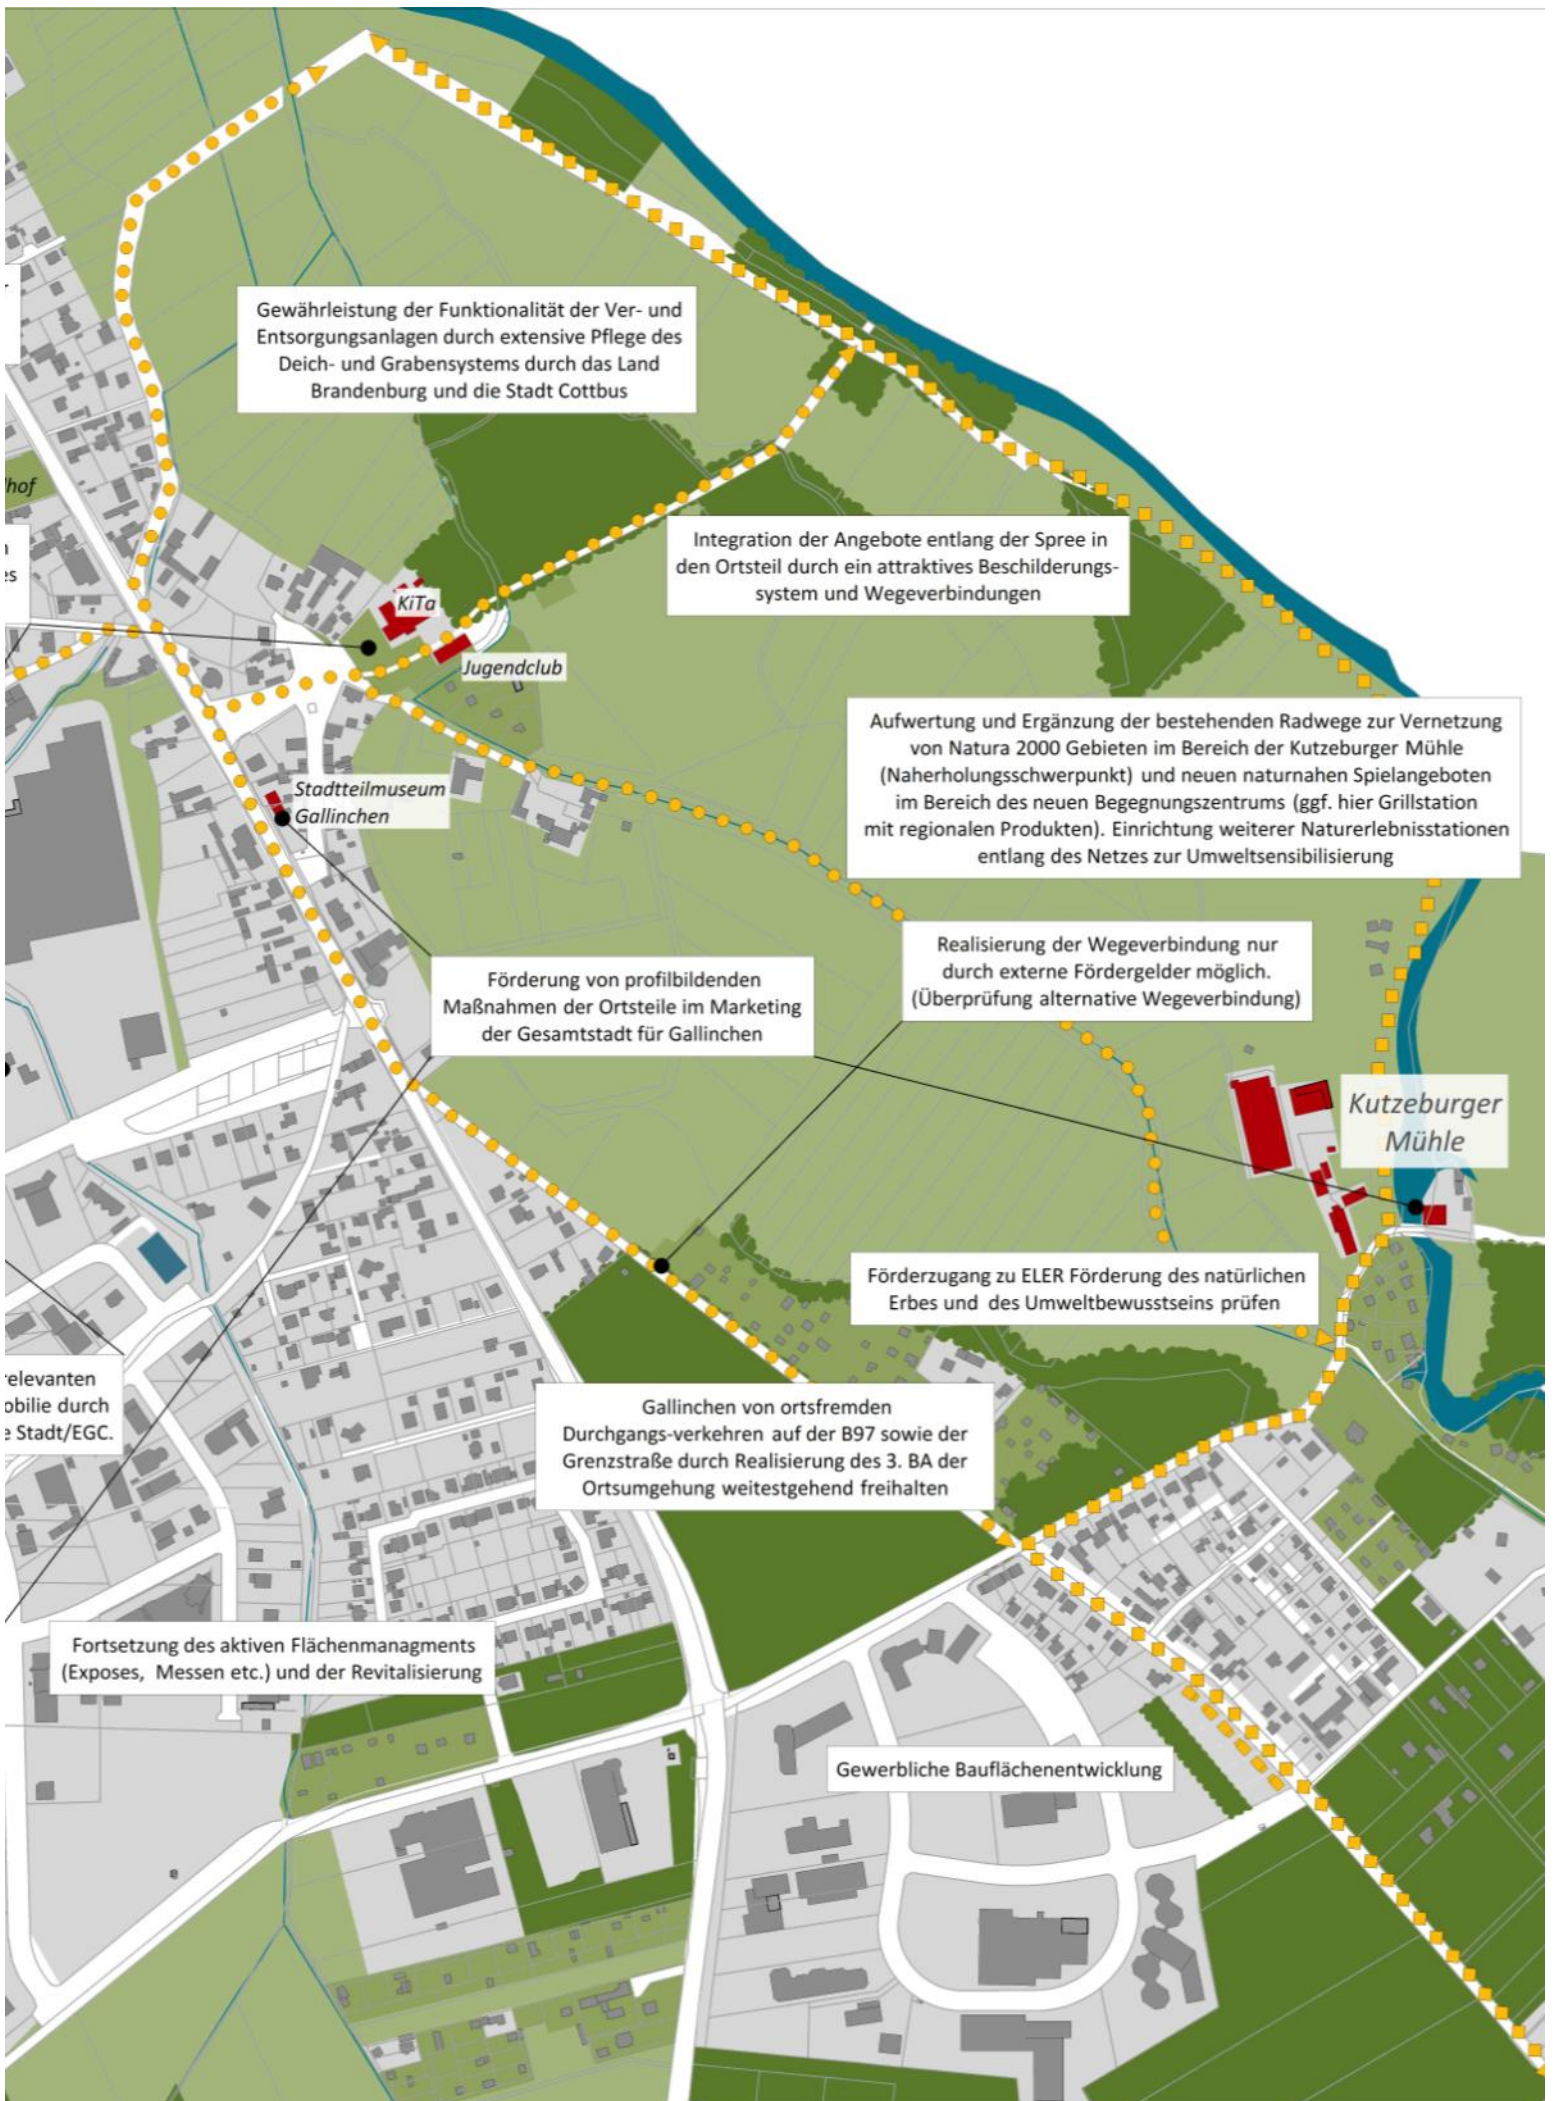 Gewährleistung der Funktionalität der Ver- und
Entsorgungsanlagen durch extensive Pflege des
Deich- und Grabensystems durch das Land
Brandenburg und die Stadt Cottbus
Integration der Angebote entlang der Spree in
den Ortsteil durch ein attraktives Beschilderungs-
system und Wegeverbindungen
KiTa
Jugendclub
Aufwertung und Ergänzung der bestehenden Radwege zur Vernetzung
von Natura 2000 Gebieten im Bereich der Kutzeburger Mühle
(Naherholungsschwerpunkt) und neuen naturnahen Spielangeboten
im Bereich des neuen Begegnungszentrums (ggf. hier Grillstation
mit regionalen Produkten). Einrichtung weiterer Naturerlebnisstationen
entlang des Netzes zur Umweltsensibilisierung
Stadtteilmuseum
Gallinchen
Realisierung der Wegeverbindung nur
durch externe Fördergelder möglich.
(Überprüfung alternative Wegeverbindung)
Förderung von profilbildenden
Maßnahmen der Ortsteile im Marketing
der Gesamtstadt für Gallinchen
Kutzeburger
Mühle
Förderzugang zu ELER Förderung des natürlichen
Erbes und des Umweltbewusstseins prüfen
relevanten
obilie durch
e Stadt/EGC.
Gallinchen von ortsfremden
Durchgangs-verkehren auf der B97 sowie der
Grenzstraße durch Realisierung des 3. BA der
Ortsumgehung weitestgehend freihalten
Fortsetzung des aktiven Flächenmanagments
(Exposes, Messen etc.) und der Revitalisierung
Gewerbliche Bauflächenentwicklung